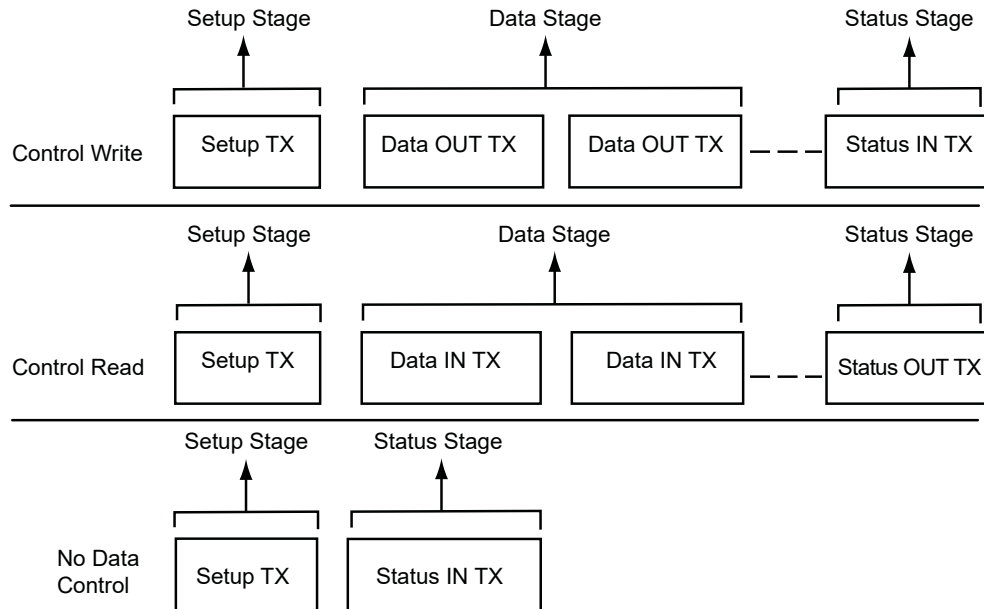 Setup Stage Data Stage Status Stage
Control Write Setup TX Data OUT TX Data OUT TX Status IN TX
Setup Stage Data Stage Status Stage
Control Read Setup TX Data IN TX Data IN TX Status OUT TX
Setup Stage Status Stage
No Data
Control Setup TX Status IN TX